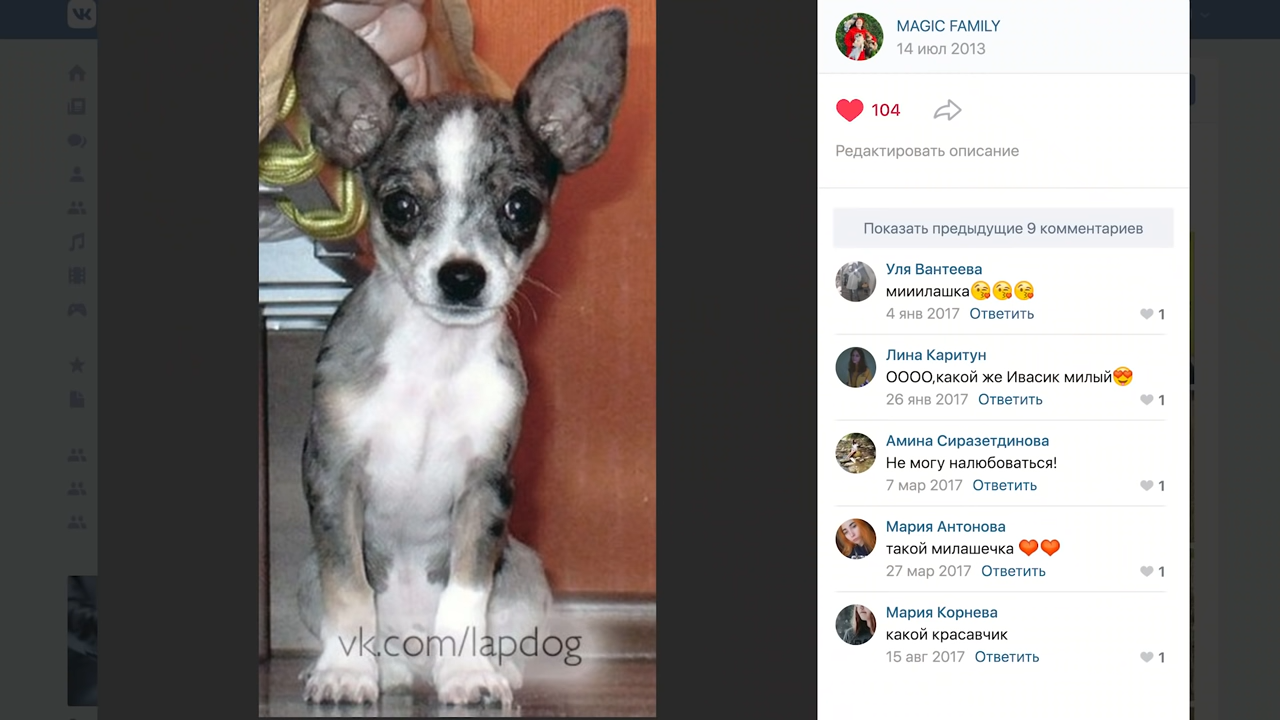 MAGIC FAMILY
14 июл 2013
104
Редактировать описание
Показать предыдущие 9 комментариев
Уля Вантеева
мииилашка😘😘😘
4 янв 2017 Ответить 1
Лина Каритун
ОООО,какой же Ивасик милый😍
26 янв 2017 Ответить 1
Амина Сиразетдинова
Не могу налюбоваться!
7 мар 2017 Ответить 1
Мария Антонова
такой милашечка ❤❤
27 мар 2017 Ответить 1
Мария Корнева
какой красавчик
15 авг 2017 Ответить 1
vk.com/lapdog